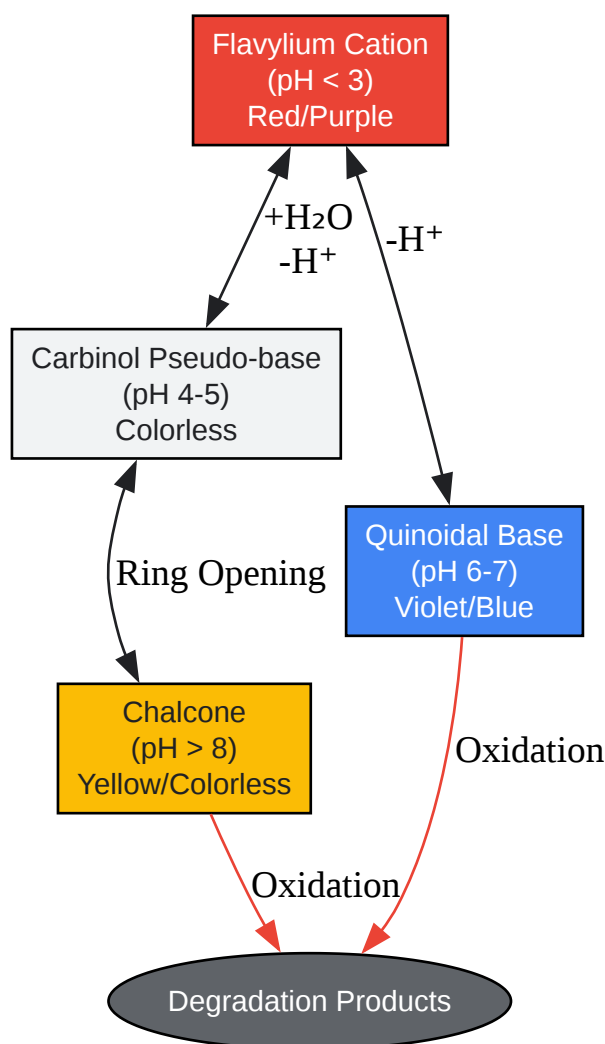 Flavylium Cation
(pH < 3)
Red/Purple
+H₂O
-H⁺
-H⁺
Carbinol Pseudo-base
(pH 4-5)
Colorless
Quinoidal Base
(pH 6-7)
Violet/Blue
Ring Opening
Chalcone
(pH > 8)
Yellow/Colorless
Oxidation
Oxidation
Degradation Products